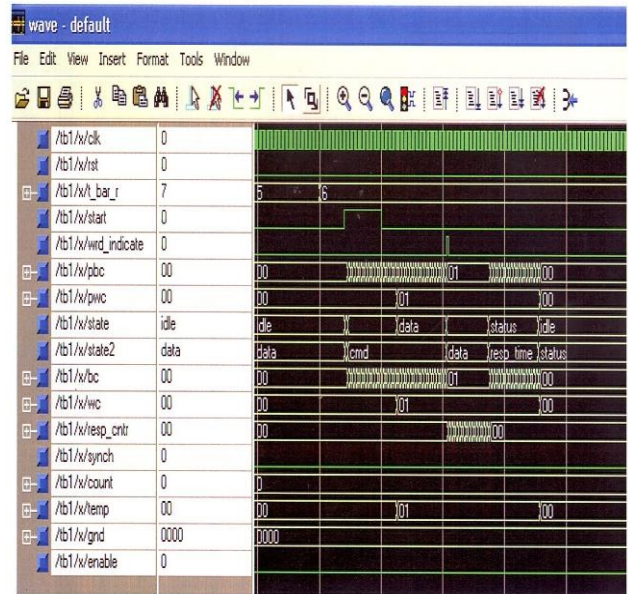 wave - default
File Edit View Insert Format Tools Window
/tb1/x/clk 0
/tb1/x/rst 0
/tb1/x/t_bar_r 7 5 6
/tb1/x/start 0
/tb1/x/wrd_indicate 0
/tb1/x/pbc 00 00 01 00
/tb1/x/pwc 00 00 01 00
/tb1/x/state idle idle data status idle
/tb1/x/state2 data data cmd data resp_time status
/tb1/x/bc 00 00 01 00
/tb1/x/wc 00 00 01 00
/tb1/x/resp_cntr 00 00 00
/tb1/x/synch 0
/tb1/x/count 0 0
/tb1/x/temp 00 00 01 00
/tb1/x/gnd 0000 0000
/tb1/x/enable 0